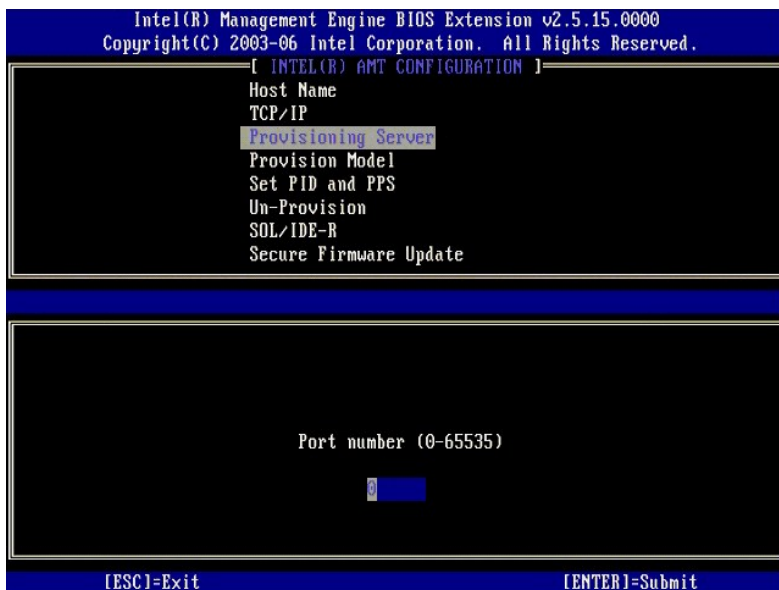 Intel(R) Management Engine BIOS Extension v2.5.15.0000
Copyright(C) 2003-06 Intel Corporation. All Rights Reserved.
[ INTEL(R) AMT CONFIGURATION ]
Host Name
TCP/IP
Provisioning Server
Provision Model
Set PID and PPS
Un-Provision
SOL/IDE-R
Secure Firmware Update
Port number (0-65535)
0
[ESC]=Exit [ENTER]=Submit